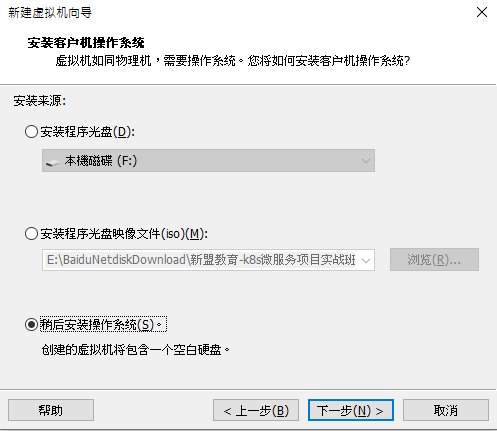 新建虚拟机向导
安装客户机操作系统
虚拟机如同物理机，需要操作系统。您将如何安装客户机操作系统?
安装来源:
安装程序光盘(D):
本機磁碟 (F:)
安装程序光盘映像文件(iso)(M):
E:\BaiduNetdiskDownload\新盟教育-k8s微服务项目实战班
浏览(R)...
稍后安装操作系统(S)。
创建的虚拟机将包含一个空白硬盘。
帮助
< 上一步(B)
下一步(N) >
取消